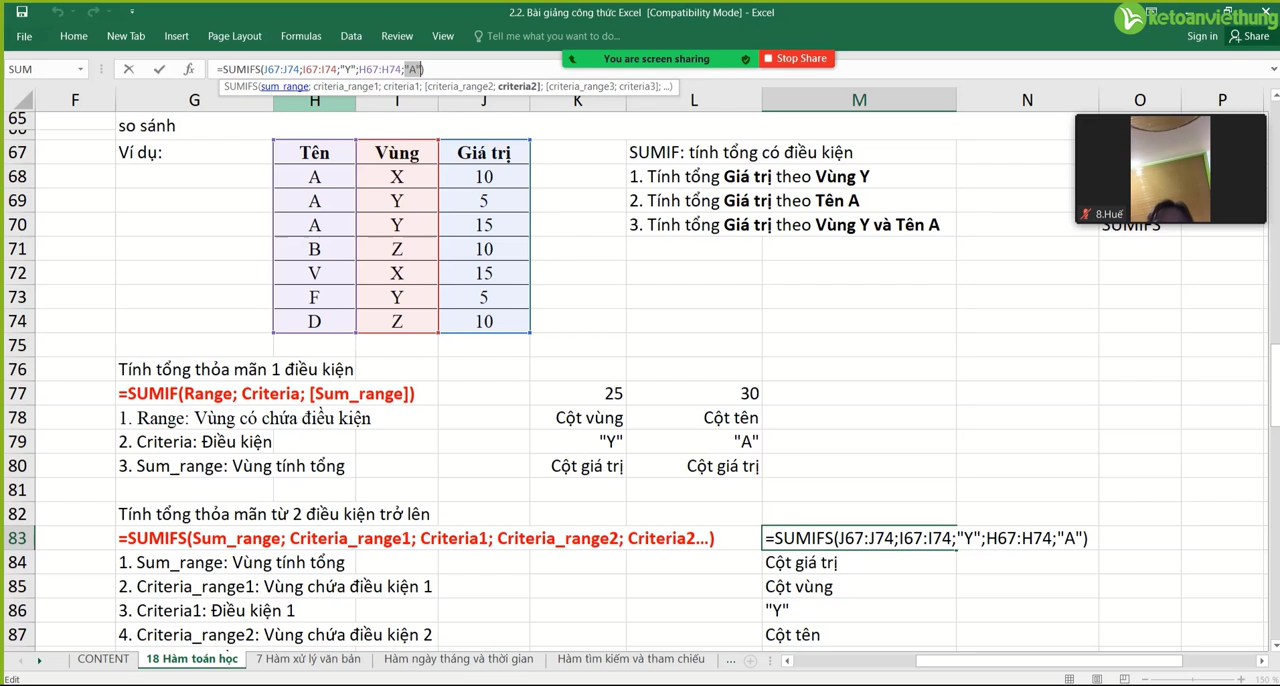 2.2. Bài giảng công thức Excel [Compatibility Mode] - Excel
ketoanviethung
File Home New Tab Insert Page Layout Formulas Data Review View Tell me what you want to do... Sign in Share
You are screen sharing Stop Share
SUM =SUMIFS(J67:J74;I67:I74;"Y";H67:H74;"A")
SUMIFS(sum_range; criteria_range1; criteria1; [criteria_range2; criteria2]; [criteria_range3; criteria3]; ...)
F G H I J K L M N O P
65 so sánh
67 Ví dụ: Tên Vùng Giá trị SUMIF: tính tổng có điều kiện
68 A X 10 1. Tính tổng Giá trị theo Vùng Y
69 A Y 5 2. Tính tổng Giá trị theo Tên A
70 A Y 15 3. Tính tổng Giá trị theo Vùng Y và Tên A SUMIFS
8.Huế
71 B Z 10
72 V X 15
73 F Y 5
74 D Z 10
75
76 Tính tổng thỏa mãn 1 điều kiện
77 =SUMIF(Range; Criteria; [Sum_range]) 25 30
78 1. Range: Vùng có chứa điều kiện Cột vùng Cột tên
79 2. Criteria: Điều kiện "Y" "A"
80 3. Sum_range: Vùng tính tổng Cột giá trị Cột giá trị
81
82 Tính tổng thỏa mãn từ 2 điều kiện trở lên
83 =SUMIFS(Sum_range; Criteria_range1; Criteria1; Criteria_range2; Criteria2...) =SUMIFS(J67:J74;I67:I74;"Y";H67:H74;"A")
84 1. Sum_range: Vùng tính tổng Cột giá trị
85 2. Criteria_range1: Vùng chứa điều kiện 1 Cột vùng
86 3. Criteria1: Điều kiện 1 "Y"
87 4. Criteria_range2: Vùng chứa điều kiện 2 Cột tên
CONTENT 18 Hàm toán học 7 Hàm xử lý văn bản Hàm ngày tháng và thời gian Hàm tìm kiếm và tham chiếu ...
Edit 150 %